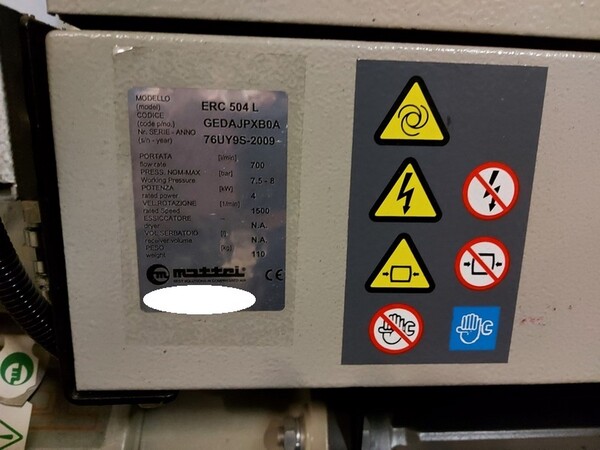 MODELLO
(model) ERC 504 L
CODICE
(code p/no.) GEDAJPXB0A
Nr. SERIE - ANNO
(s/n - year) 76UY9S-2009
PORTATA [l/min]
flow rate 700
PRESS. NOM-MAX [bar]
Working Pressure 7,5 - 8
POTENZA [kW]
rated power 4
VEL.ROTAZIONE [1/min]
rated Speed 1500
ESSICCATORE
dryer N.A.
VOL.SERBATOIO [l]
receiver volume N.A.
PESO [kg]
weight 110
m mattei CE